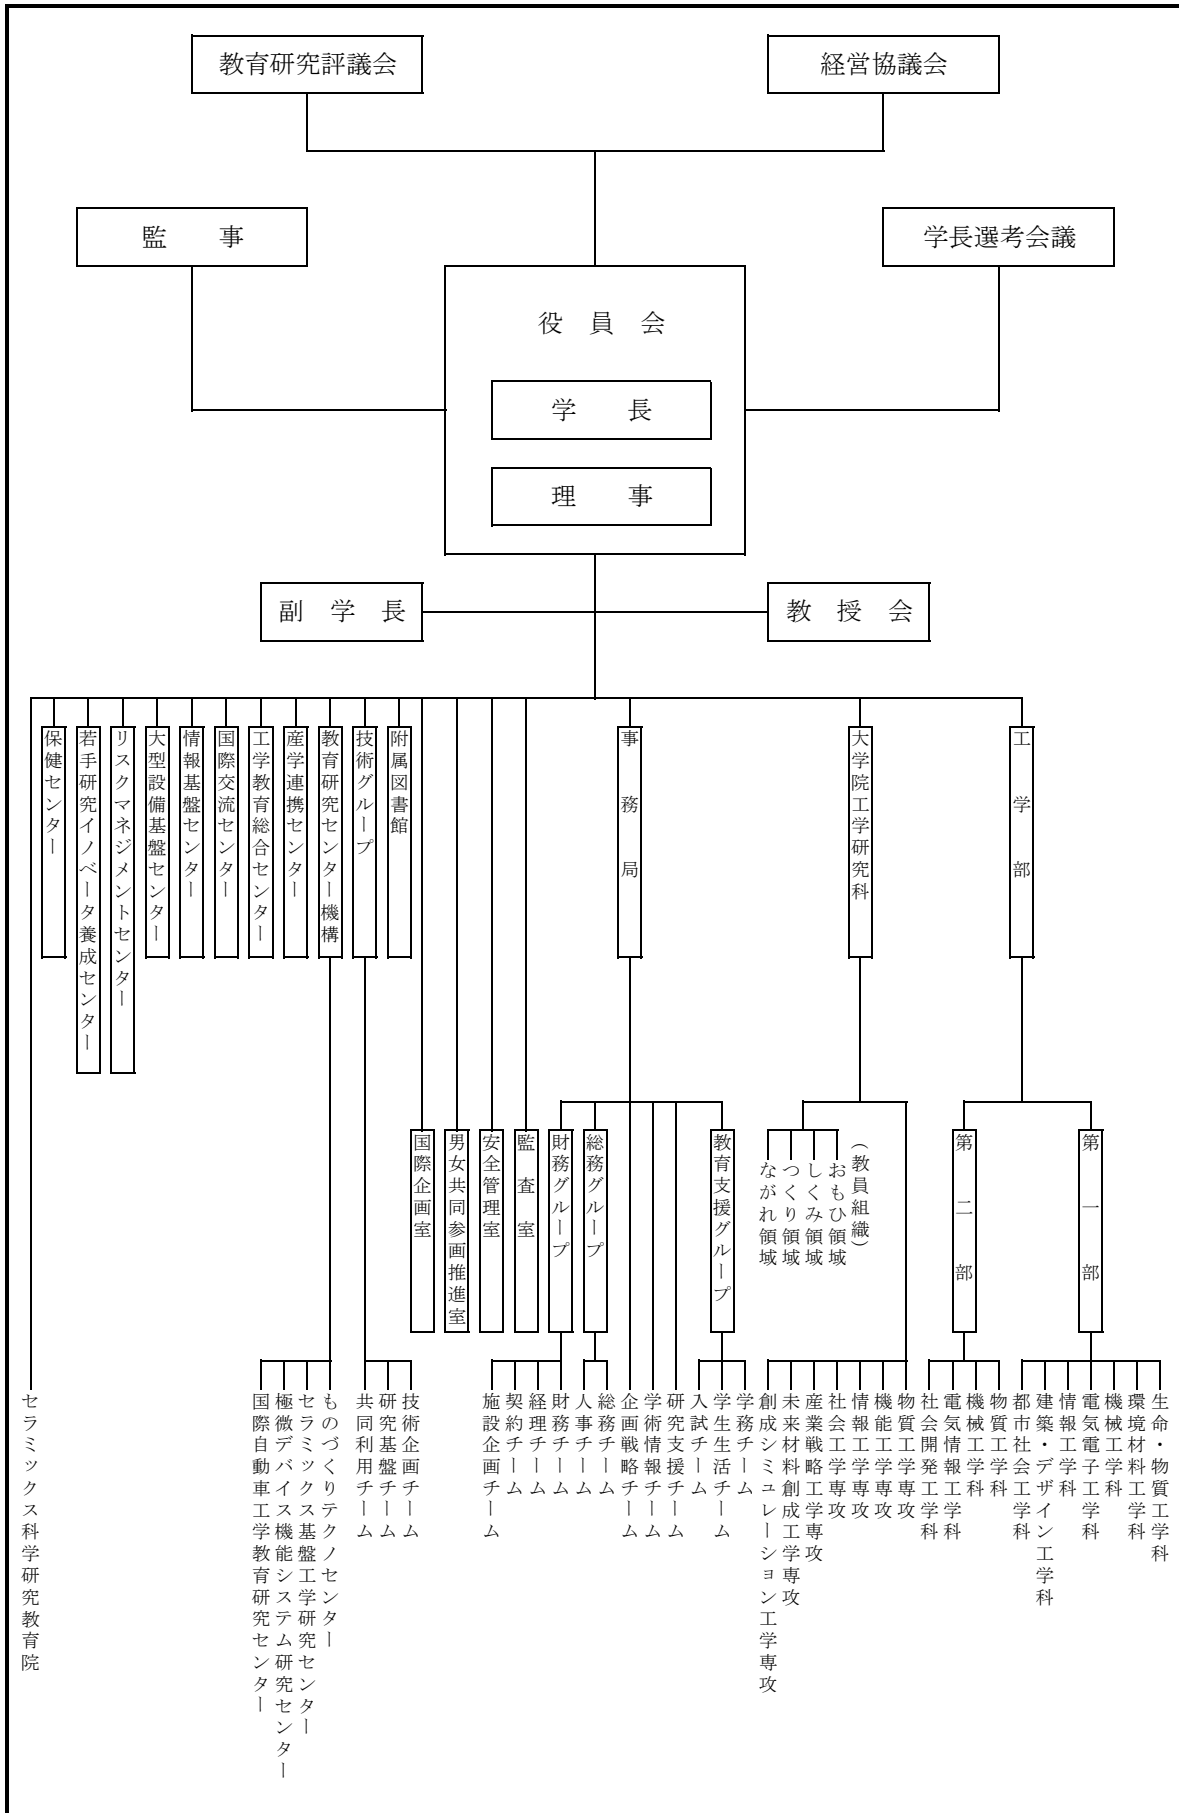 教育研究評議会
経営協議会
監事
学長選考会議
役員会
学長
理事
副学長
教授会
工学部
大学院工学研究科
事務局
附属図書館
技術グループ
教育研究センター機構
産学連携センター
工学教育総合センター
国際交流センター
情報基盤センター
大型設備基盤センター
リスクマネジメントセンター
若手研究イノベータ養成センター
保健センター
第一部
第二部
(教員組織)
おもひ領域
しくみ領域
つくり領域
ながれ領域
教育支援グループ
総務グループ
財務グループ
監査室
安全管理室
男女共同参画推進室
国際企画室
生命・物質工学科
環境材料工学科
機械工学科
電気電子工学科
情報工学科
建築・デザイン工学科
都市社会工学科
物質工学科
機械工学科
電気情報工学科
社会開発工学科
物質工学専攻
機能工学専攻
情報工学専攻
社会工学専攻
産業戦略工学専攻
未来材料創成工学専攻
創成シミュレーション工学専攻
学務チーム
学生生活チーム
入試チーム
研究支援チーム
学術情報チーム
企画戦略チーム
総務チーム
人事チーム
財務チーム
経理チーム
契約チーム
施設企画チーム
技術企画チーム
研究基盤チーム
共同利用チーム
ものづくりテクノセンター
セラミックス基盤工学研究センター
極微デバイス機能システム研究センター
国際自動車工学教育研究センター
セラミックス科学研究教育院